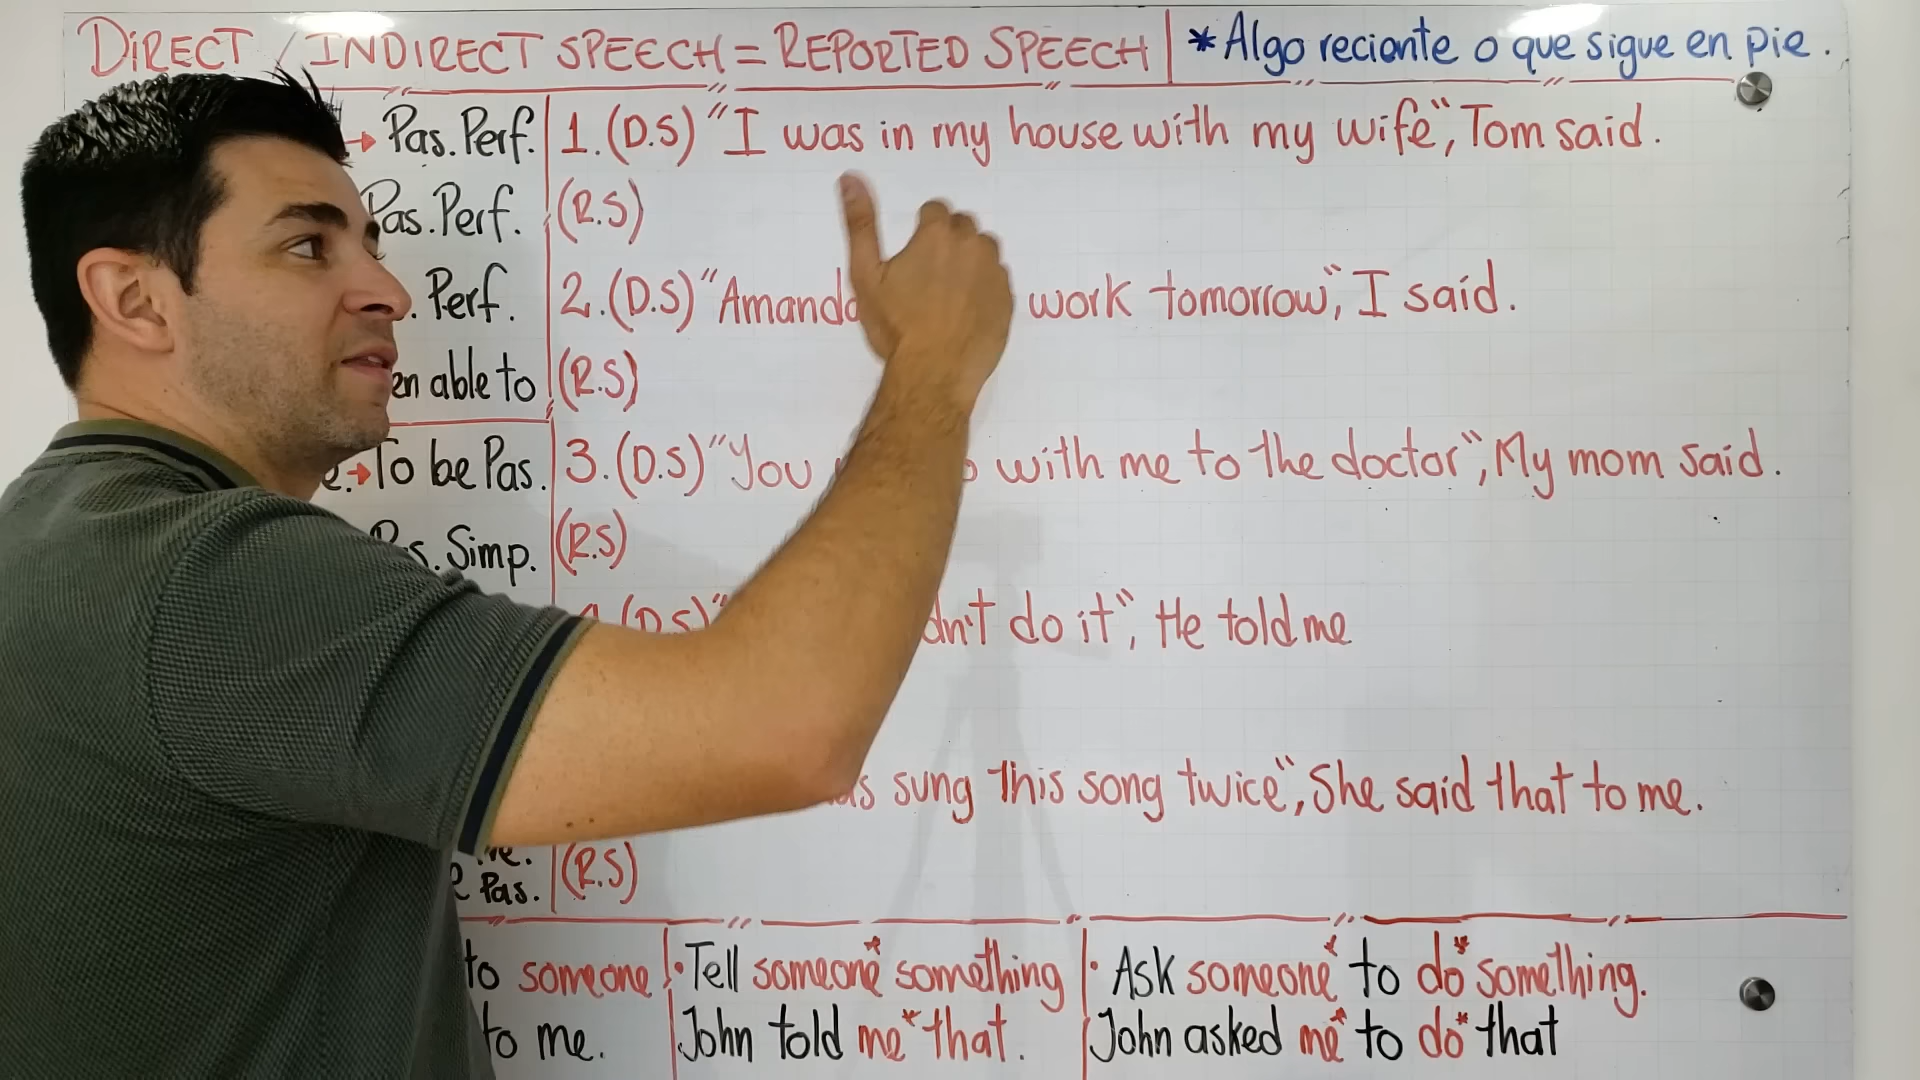 DIRECT / INDIRECT SPEECH = REPORTED SPEECH | *Algo reciente o que sigue en pie.
→ Pas. Perf. 1. (D.S) "I was in my house with my wife", Tom said.
Pas. Perf. (R.S)
Perf. 2. (D.S) "Amanda work tomorrow", I said.
able to (R.S)
→ To be Pas. 3. (D.S) "You with me to the doctor", My mom said.
Simp. (R.S)
(D.S) do it", He told me
sung this song twice", She said that to me.
Pas. (R.S)
to someone • Tell someone* something • Ask someone* to do* something.
to me. John told me* that. John asked me* to do* that